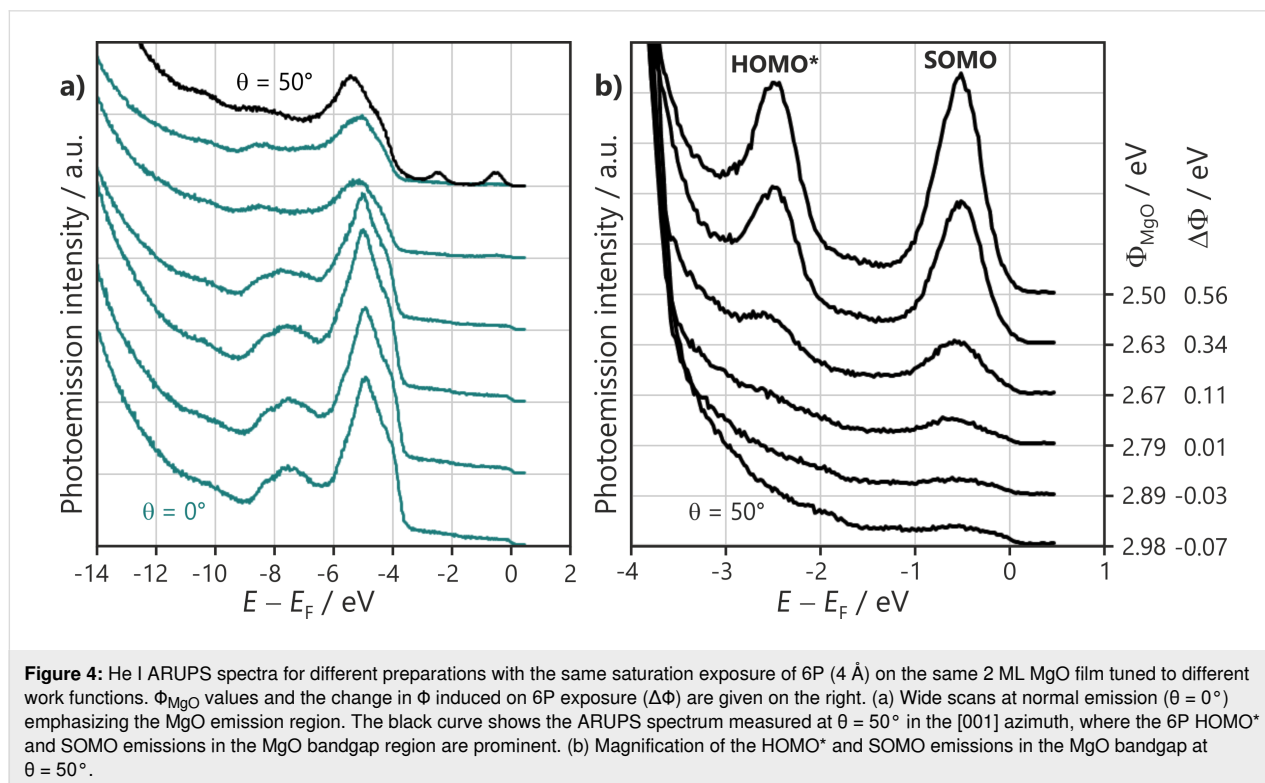 a)
θ = 50°
θ = 0°
Photoemission intensity / a.u.
-14 -12 -10 -8 -6 -4 -2 0 2
E − E_F / eV
b)
HOMO*
SOMO
θ = 50°
Photoemission intensity / a.u.
-4 -3 -2 -1 0 1
E − E_F / eV
Φ_MgO / eV ΔΦ / eV
2.50 0.56
2.63 0.34
2.67 0.11
2.79 0.01
2.89 -0.03
2.98 -0.07
Figure 4: He I ARUPS spectra for different preparations with the same saturation exposure of 6P (4 Å) on the same 2 ML MgO film tuned to different
work functions. Φ_MgO values and the change in Φ induced on 6P exposure (ΔΦ) are given on the right. (a) Wide scans at normal emission (θ = 0°)
emphasizing the MgO emission region. The black curve shows the ARUPS spectrum measured at θ = 50° in the [001] azimuth, where the 6P HOMO*
and SOMO emissions in the MgO bandgap region are prominent. (b) Magnification of the HOMO* and SOMO emissions in the MgO bandgap at
θ = 50°.